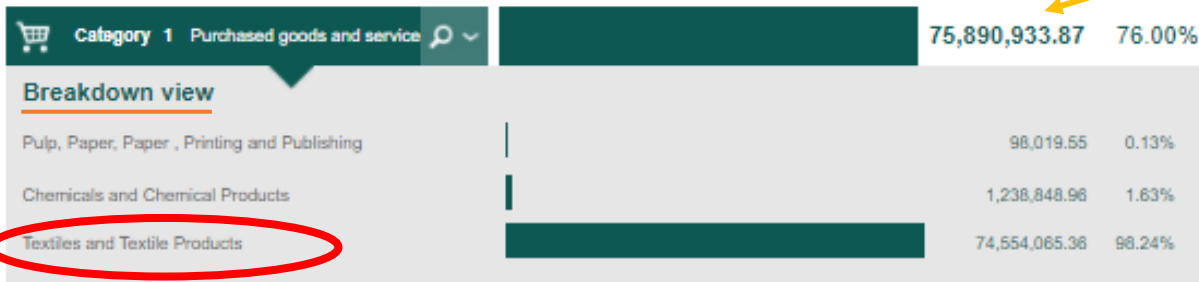 Category 1 Purchased goods and service 75,890,933.87 76.00%
Breakdown view
Pulp, Paper, Paper , Printing and Publishing 98,019.55 0.13%
Chemicals and Chemical Products 1,238,848.96 1.63%
Textiles and Textile Products 74,554,065.36 98.24%